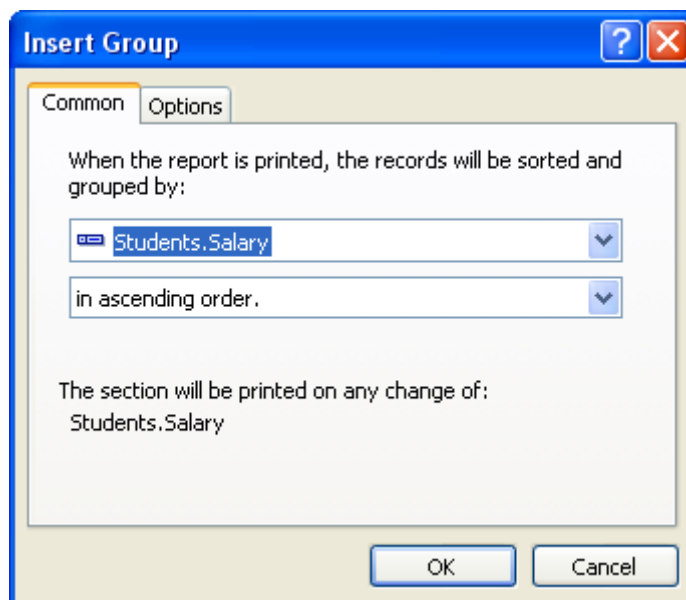 Insert Group
Common Options
When the report is printed, the records will be sorted and
grouped by:
Students.Salary
in ascending order.
The section will be printed on any change of:
Students.Salary
OK Cancel